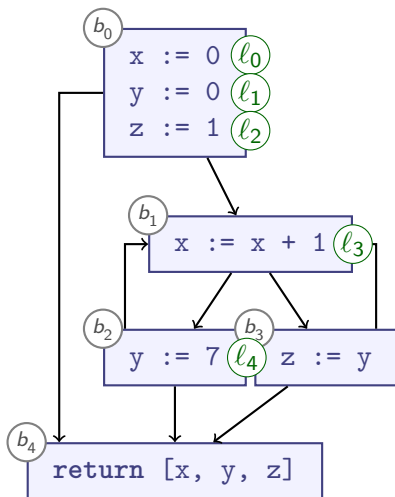 b0
x := 0 ℓ0
y := 0 ℓ1
z := 1 ℓ2
b1
x := x + 1 ℓ3
b2
y := 7 ℓ4
b3
z := y
b4
return [x, y, z]